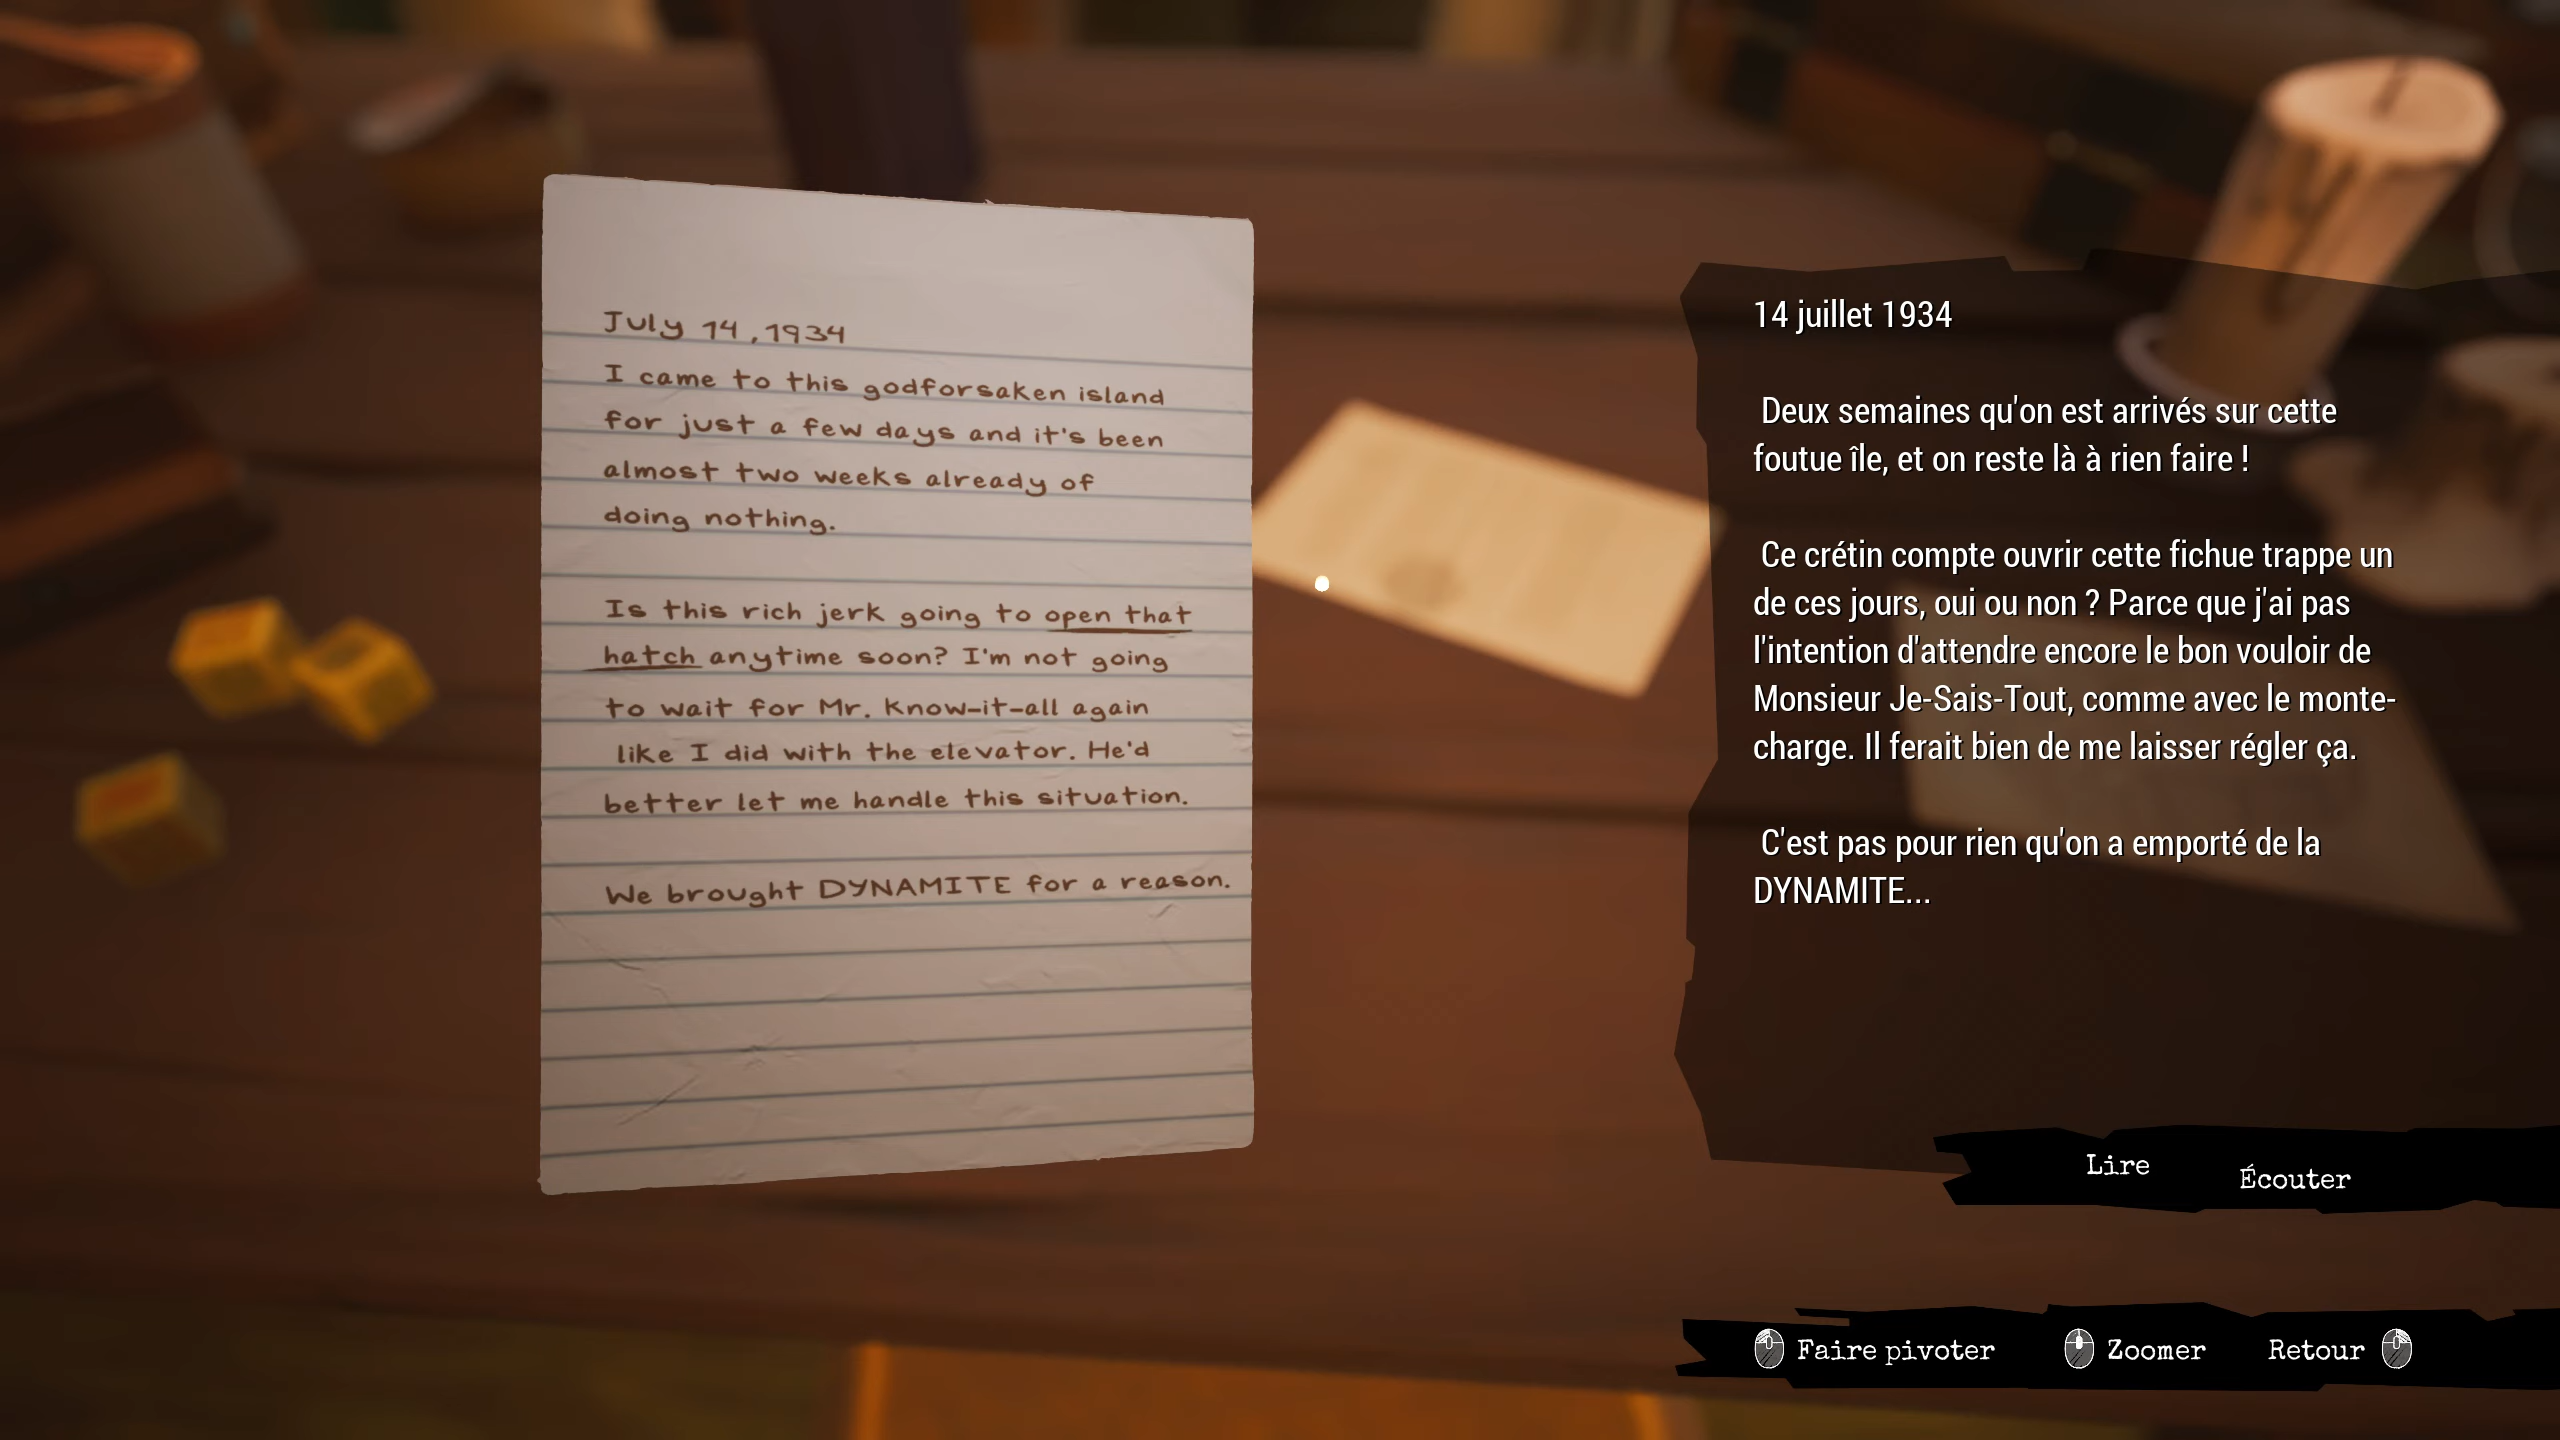 July 14, 1934
I came to this godforsaken island
for just a few days and it's been
almost two weeks already of
doing nothing.
Is this rich jerk going to open that
hatch anytime soon? I'm not going
to wait for Mr. Know-it-all again
like I did with the elevator. He'd
better let me handle this situation.
We brought DYNAMITE for a reason.
14 juillet 1934
Deux semaines qu'on est arrivés sur cette
foutue île, et on reste là à rien faire !
Ce crétin compte ouvrir cette fichue trappe un
de ces jours, oui ou non ? Parce que j'ai pas
l'intention d'attendre encore le bon vouloir de
Monsieur Je-Sais-Tout, comme avec le monte-
charge. Il ferait bien de me laisser régler ça.
C'est pas pour rien qu'on a emporté de la
DYNAMITE...
Lire
Écouter
Faire pivoter
Zoomer
Retour